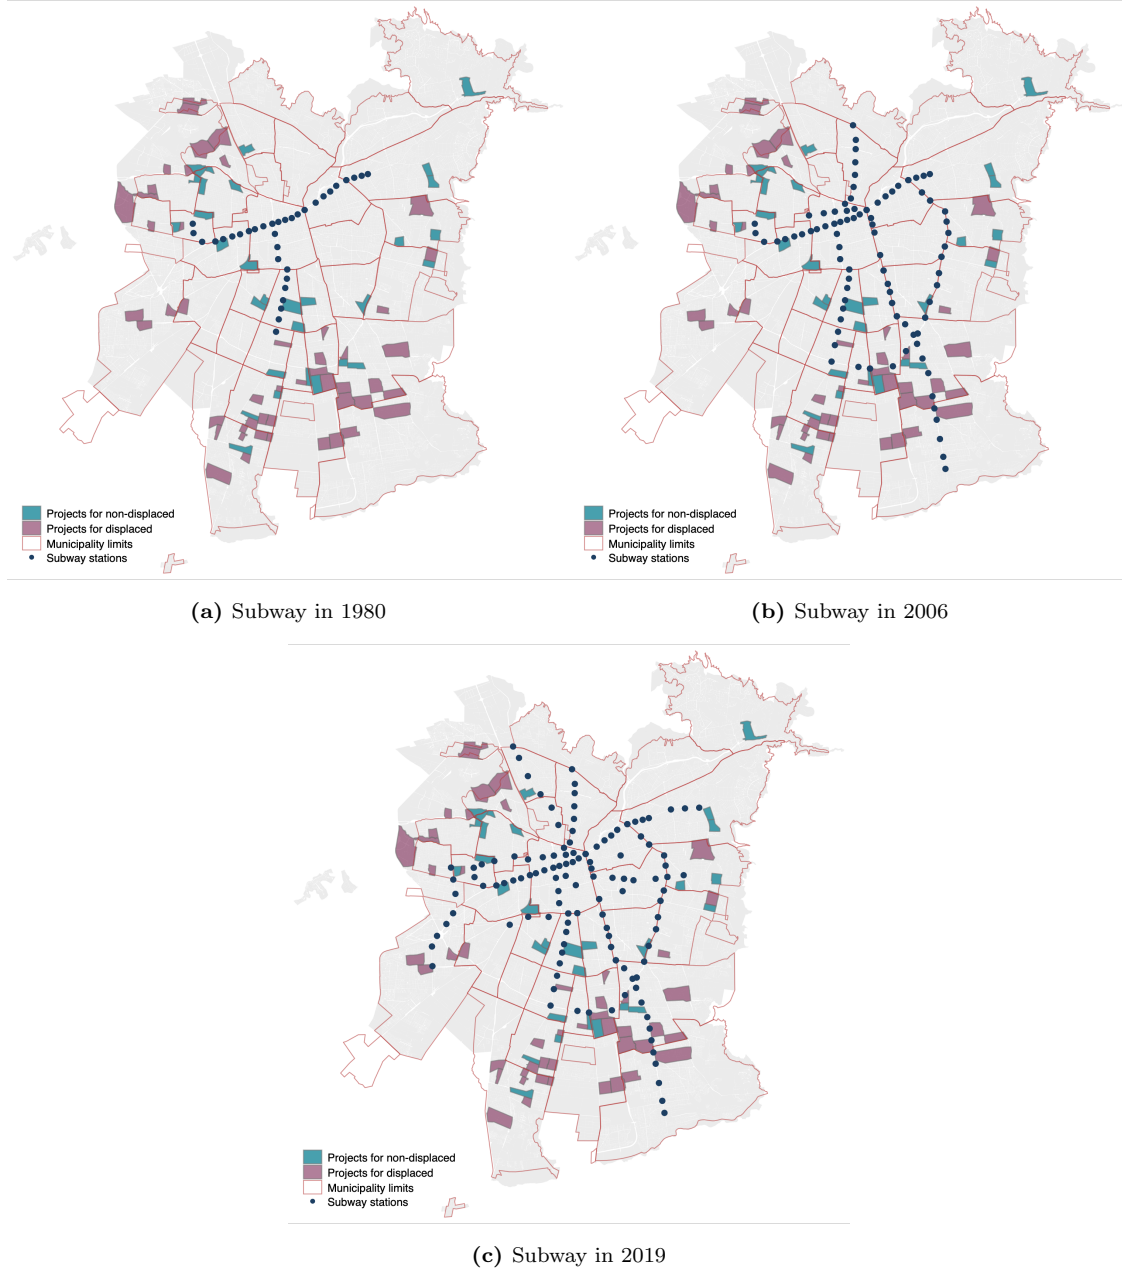 Projects for non-displaced
Projects for displaced
Municipality limits
Subway stations
(a) Subway in 1980
Projects for non-displaced
Projects for displaced
Municipality limits
Subway stations
(b) Subway in 2006
Projects for non-displaced
Projects for displaced
Municipality limits
Subway stations
(c) Subway in 2019